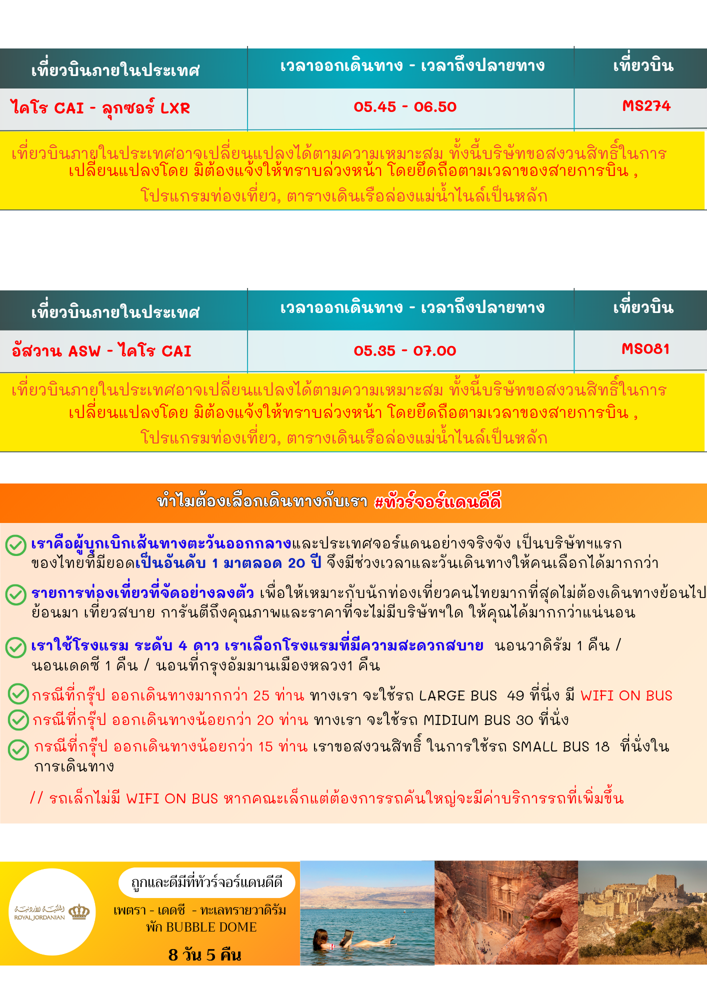 เที่ยวบินภายในประเทศ เวลาออกเดินทาง - เวลาถึงปลายทาง เที่ยวบิน
ไคโร CAI - ลุกซอร์ LXR 05.45 - 06.50 MS274
เที่ยวบินภายในประเทศอาจเปลี่ยนแปลงได้ตามความเหมาะสม ทั้งนี้บริษัทขอสงวนสิทธิ์ในการ
เปลี่ยนแปลงโดย มิต้องแจ้งให้ทราบล่วงหน้า โดยยึดถือตามเวลาของสายการบิน ,
โปรแกรมท่องเที่ยว, ตารางเดินเรือล่องแม่น้ำไนล์เป็นหลัก
เที่ยวบินภายในประเทศ เวลาออกเดินทาง - เวลาถึงปลายทาง เที่ยวบิน
อัสวาน ASW - ไคโร CAI 05.35 - 07.00 MS081
เที่ยวบินภายในประเทศอาจเปลี่ยนแปลงได้ตามความเหมาะสม ทั้งนี้บริษัทขอสงวนสิทธิ์ในการ
เปลี่ยนแปลงโดย มิต้องแจ้งให้ทราบล่วงหน้า โดยยึดถือตามเวลาของสายการบิน ,
โปรแกรมท่องเที่ยว, ตารางเดินเรือล่องแม่น้ำไนล์เป็นหลัก
ทำไมต้องเลือกเดินทางกับเรา #ทัวร์จอร์แดนดีดี
เราคือผู้บุกเบิกเส้นทางตะวันออกกลางและประเทศจอร์แดนอย่างจริงจัง เป็นบริษัทฯแรก
ของไทยที่มียอดเป็นอันดับ 1 มาตลอด 20 ปี จึงมีช่วงเวลาและวันเดินทางให้คนเลือกได้มากกว่า
รายการท่องเที่ยวที่จัดอย่างลงตัว เพื่อให้เหมาะกับนักท่องเที่ยวคนไทยมากที่สุดไม่ต้องเดินทางย้อนไป
ย้อนมา เที่ยวสบาย การันตีถึงคุณภาพและราคาที่จะไม่มีบริษัทฯใด ให้คุณได้มากกว่าแน่นอน
เราใช้โรงแรม ระดับ 4 ดาว เราเลือกโรงแรมที่มีความสะดวกสบาย นอนวาดิรัม 1 คืน /
นอนเดดซี 1 คืน / นอนที่กรุงอัมมานเมืองหลวง1 คืน
กรณีที่กรุ๊ป ออกเดินทางมากกว่า 25 ท่าน ทางเรา จะใช้รถ LARGE BUS 49 ที่นี่ง มี WIFI ON BUS
กรณีที่กรุ๊ป ออกเดินทางน้อยกว่า 20 ท่าน ทางเรา จะใช้รถ MIDIUM BUS 30 ที่นั่ง
กรณีที่กรุ๊ป ออกเดินทางน้อยกว่า 15 ท่าน เราขอสงวนสิทธิ์ ในการใช้รถ SMALL BUS 18 ที่นั่งใน
การเดินทาง
// รถเล็กไม่มี WIFI ON BUS หากคณะเล็กแต่ต้องการรถคันใหญ่จะมีค่าบริการรถที่เพิ่มขึ้น
ถูกและดีมีที่ทัวร์จอร์แดนดีดี
الملكية الأردنية
ROYAL JORDANIAN
เพตรา - เดดซี - ทะเลทรายวาดิรัม
พัก BUBBLE DOME
8 วัน 5 คืน